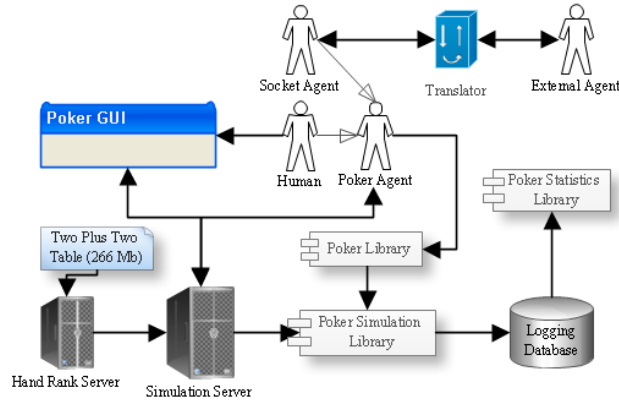 Socket Agent
Translator
External Agent
Poker GUI
Human
Poker Agent
Poker Statistics
Library
Two Plus Two
Table (266 Mb)
Poker Library
Poker Simulation
Library
Logging
Database
Hand Rank Server
Simulation Server